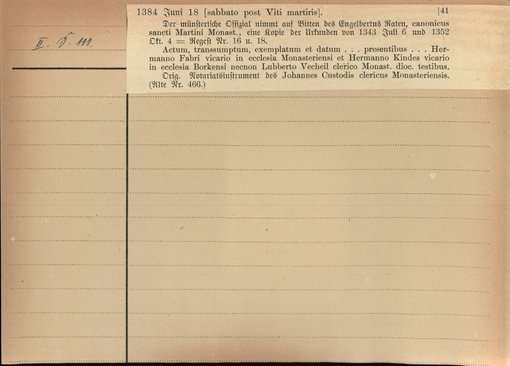 1384 Juni 18 [sabbato post Viti martiris]. [41
Der münsterische Offizial nimmt auf Bitten des Engelbertus Raten, canonicus
sancti Martini Monast., eine Kopie der Urkunden von 1343 Juli 6 und 1352
Okt. 4 = Regest Nr. 16 u. 18.
Actum, transsumptum, exemplatum et datum . . . presentibus . . . Her-
manno Fabri vicario in ecclesia Monasteriensi et Hermanno Kindes vicario
in ecclesia Borkensi necnon Lubberto Vecheil clerico Monast. dioc. testibus.
Orig. Notariatsinstrument des Johannes Custodis clericus Monasteriensis.
(Alte Nr. 466.)
II.